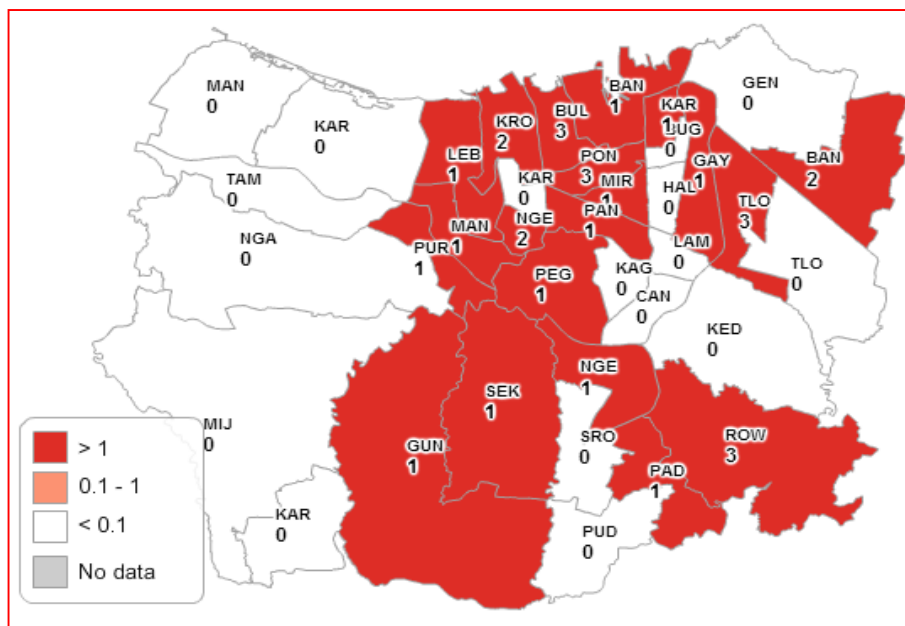 MAN
0
KAR
0
TAM
0
NGA
0
LEB
1
KRO
2
BUL
3
BAN
1
KAR
1
BUG
0
GEN
0
PON
3
MIR
1
KAR
0
GAY
1
HAL
0
BAN
2
TLO
3
PAN
1
NGE
2
MAN
1
PUR
1
LAM
0
KAG
0
CAN
0
TLO
0
PEG
1
KED
0
NGE
1
SEK
1
SRO
0
ROW
3
MIJ
0
GUN
1
PAD
1
KAR
0
PUD
0
> 1
0.1 - 1
< 0.1
No data